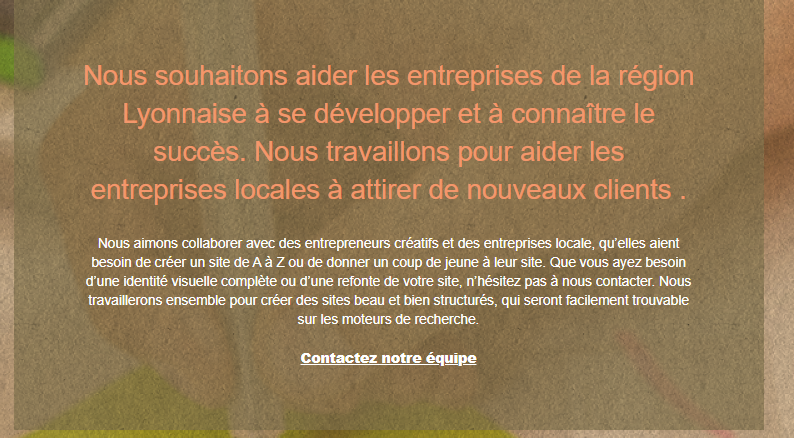 Nous souhaitons aider les entreprises de la région
Lyonnaise à se développer et à connaître le
succès. Nous travaillons pour aider les
entreprises locales à attirer de nouveaux clients .
Nous aimons collaborer avec des entrepreneurs créatifs et des entreprises locale, qu’elles aient
besoin de créer un site de A à Z ou de donner un coup de jeune à leur site. Que vous ayez besoin
d’une identité visuelle complète ou d’une refonte de votre site, n’hésitez pas à nous contacter. Nous
travaillerons ensemble pour créer des sites beau et bien structurés, qui seront facilement trouvable
sur les moteurs de recherche.
Contactez notre équipe